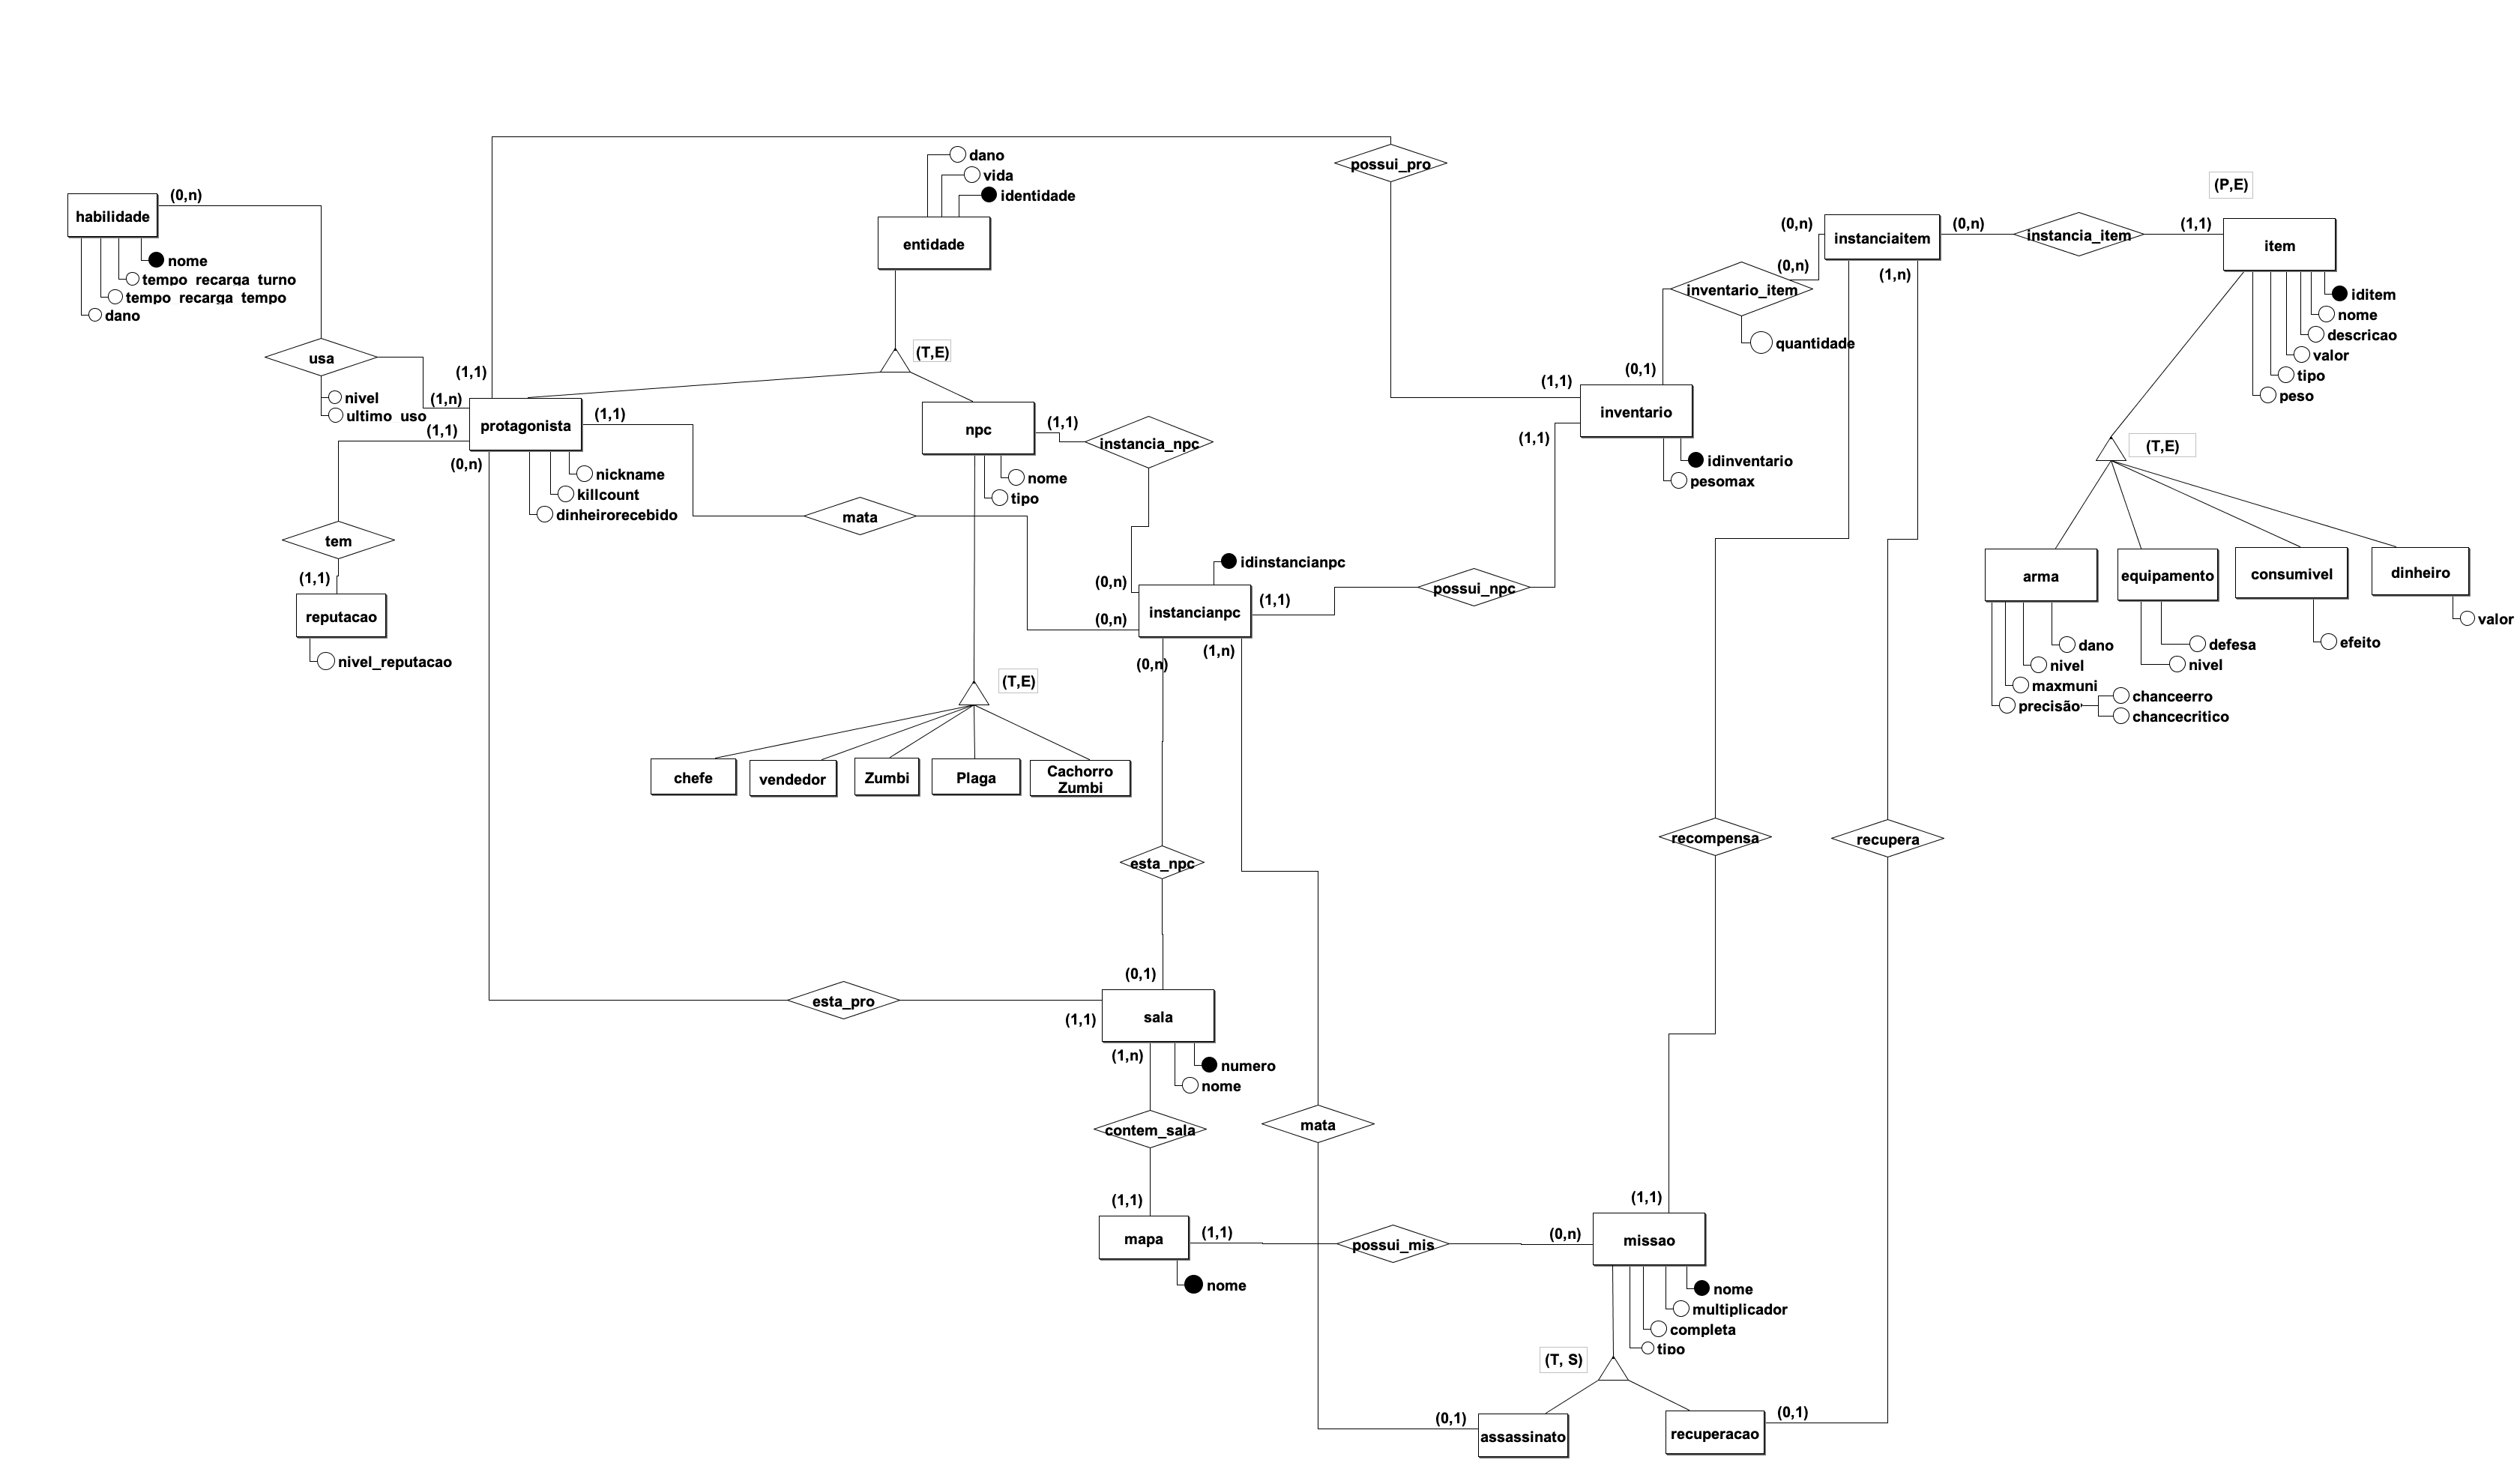 dano
vida
identidade
entidade
(T,E)
possui_pro
(P,E)
habilidade
(0,n)
nome
tempo_recarga_turno
tempo_recarga_tempo
dano
usa
nivel
ultimo_uso
(1,n)
(1,1)
(1,1)
(0,n)
protagonista
(1,1)
nickname
killcount
dinheirorecebido
tem
(1,1)
reputacao
nivel_reputacao
npc
(1,1)
nome
tipo
instancia_npc
mata
(0,n)
(0,n)
idinstancianpc
instancianpc
(1,1)
(0,n)
(1,n)
possui_npc
(T,E)
chefe
vendedor
Zumbi
Plaga
Cachorro
Zumbi
(0,n)
instanciaitem
(0,n)
instancia_item
(1,1)
item
(0,n)
(1,n)
inventario_item
quantidade
iditem
nome
descricao
valor
tipo
peso
(1,1)
(0,1)
inventario
(1,1)
idinventario
pesomax
(T,E)
arma
equipamento
consumivel
dinheiro
valor
dano
nivel
maxmuni
precisão
chanceerro
chancecritico
defesa
nivel
efeito
recompensa
recupera
esta_npc
(0,1)
esta_pro
(1,1)
sala
(1,n)
numero
nome
contem_sala
mata
(1,1)
mapa
(1,1)
nome
possui_mis
(0,n)
(1,1)
missao
nome
multiplicador
completa
tipo
(T, S)
(0,1)
assassinato
recuperacao
(0,1)